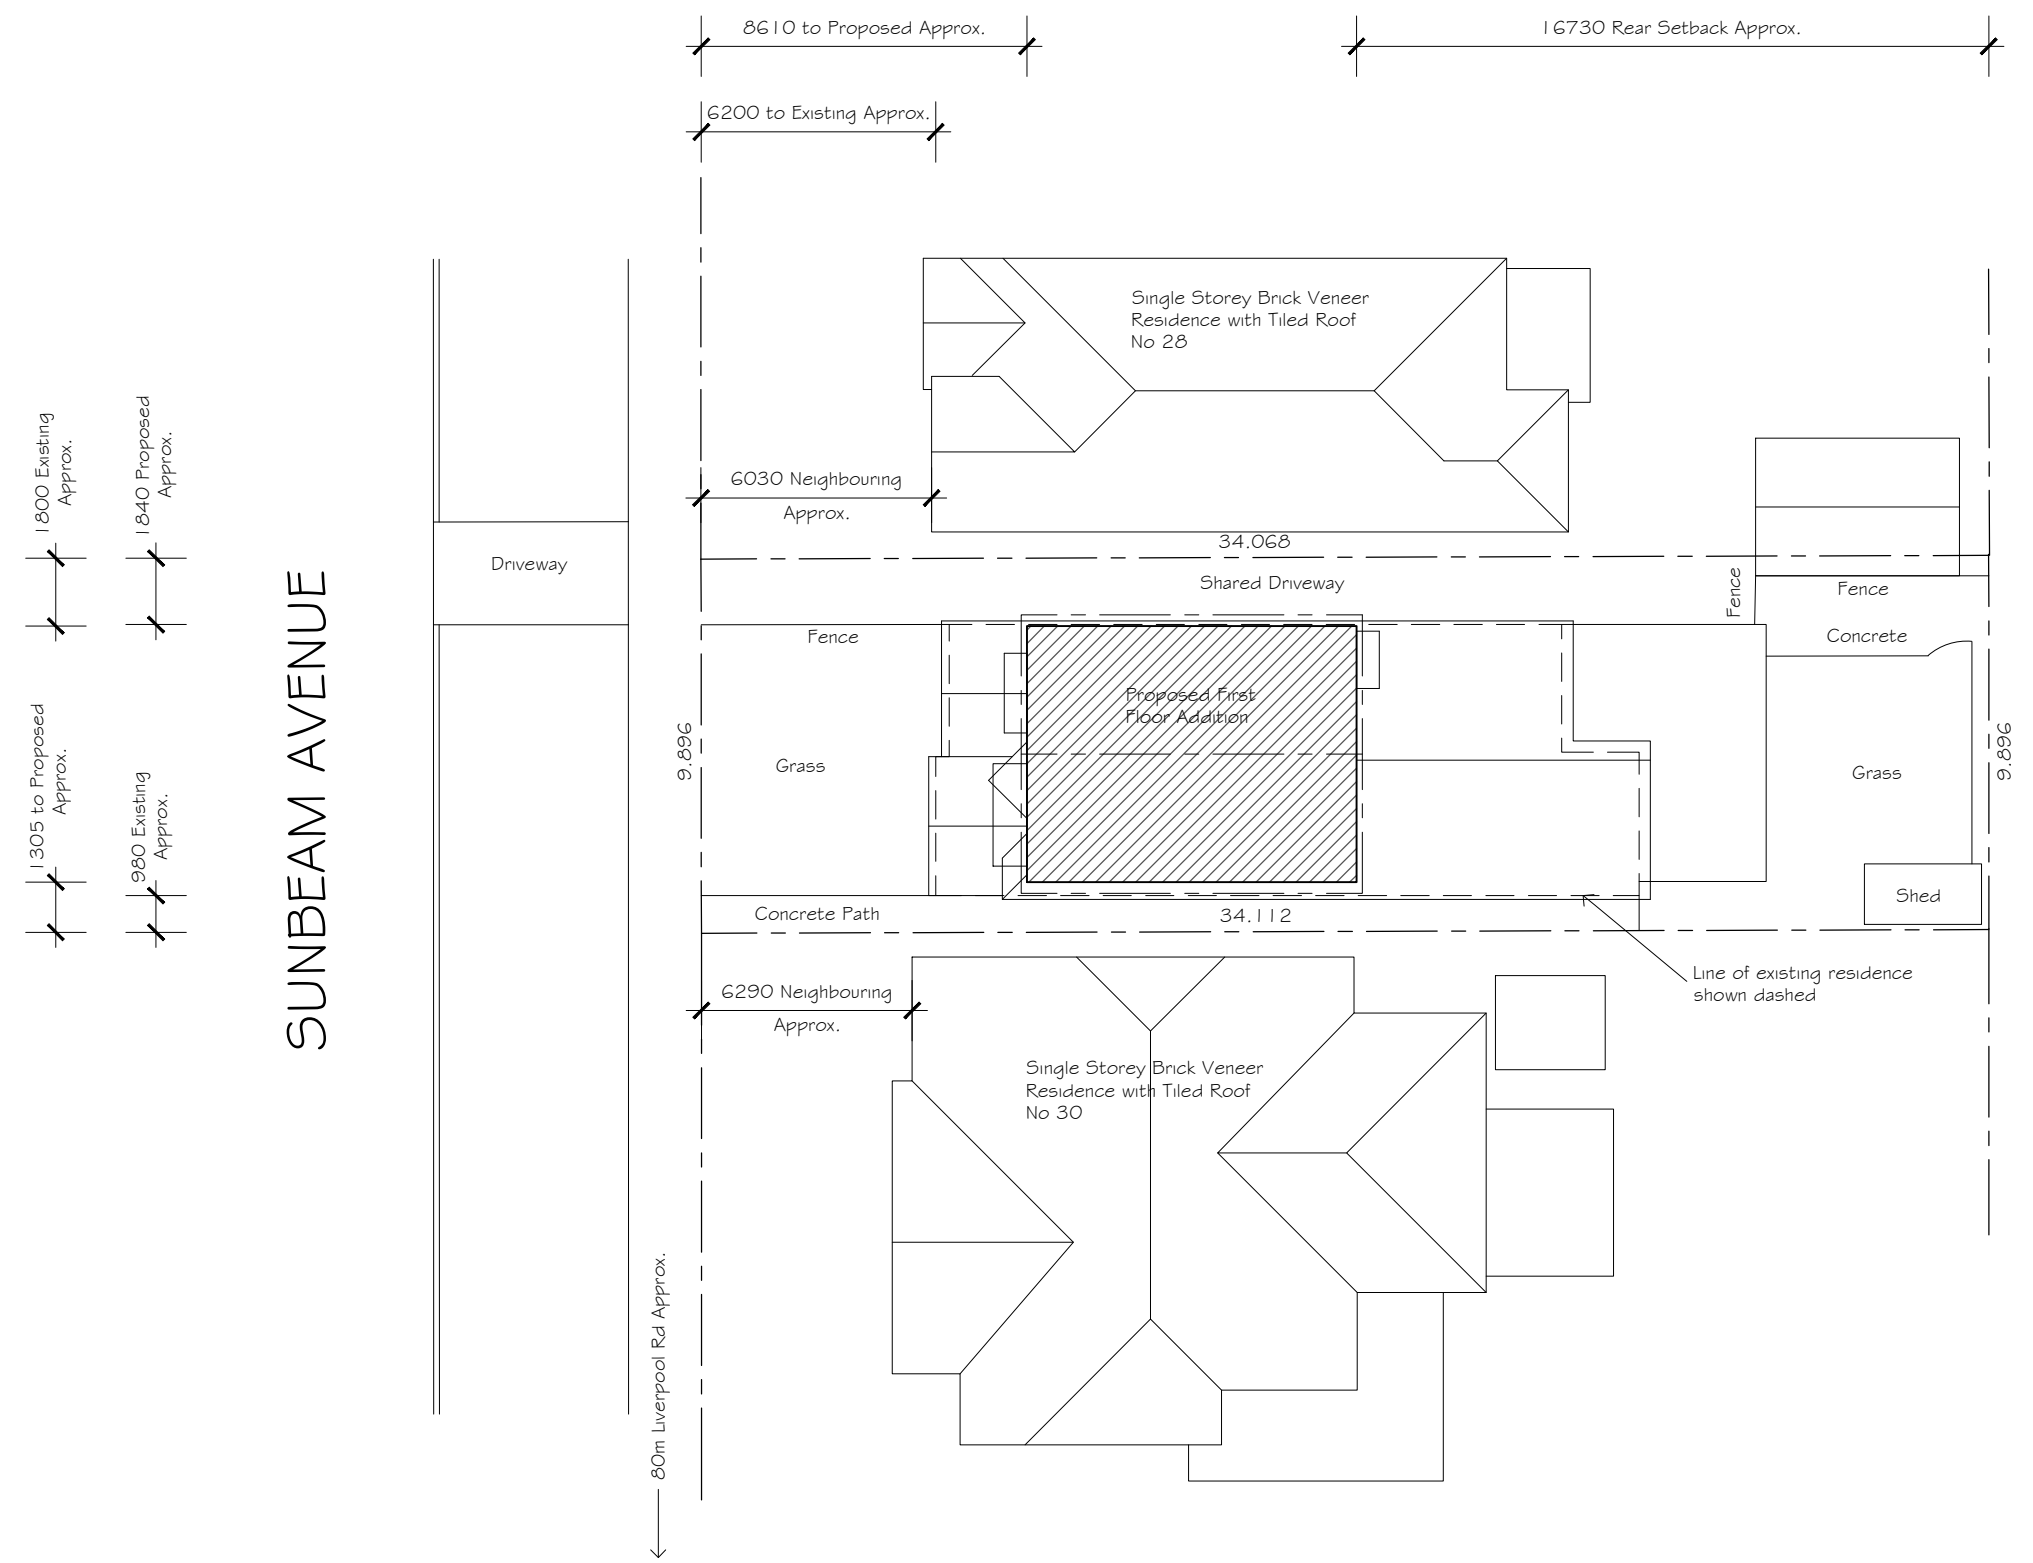 8610 to Proposed Approx.
16730 Rear Setback Approx.
6200 to Existing Approx.
Single Storey Brick Veneer
Residence with Tiled Roof
No 28
1800 Existing
Approx.
1840 Proposed
Approx.
6030 Neighbouring
Approx.
34.068
Driveway
Shared Driveway
Fence
Fence
Fence
Concrete
SUNBEAM AVENUE
Proposed First
Floor Addition
1305 to Proposed
Approx.
980 Existing
Approx.
9.896
Grass
Grass
9.896
Shed
Concrete Path
34.112
Line of existing residence
shown dashed
6290 Neighbouring
Approx.
Single Storey Brick Veneer
Residence with Tiled Roof
No 30
80m Liverpool Rd Approx.